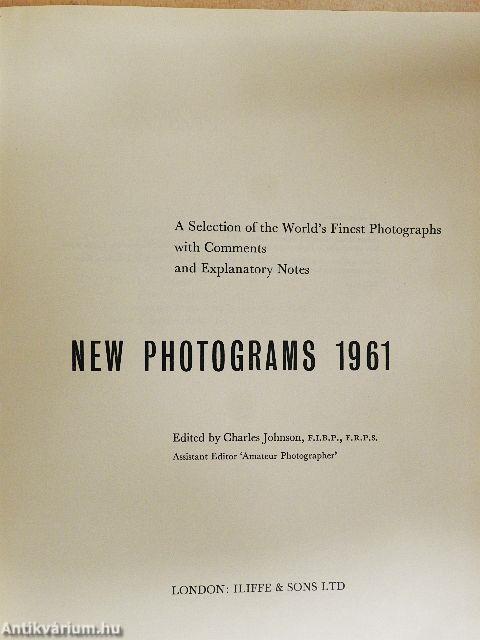 A Selection of the World's Finest Photographs
with Comments
and Explanatory Notes
NEW PHOTOGRAMS 1961
Edited by Charles Johnson, F.I.B.P., F.R.P.S.
Assistant Editor 'Amateur Photographer'
LONDON: ILIFFE & SONS LTD
Antikvárium.hu